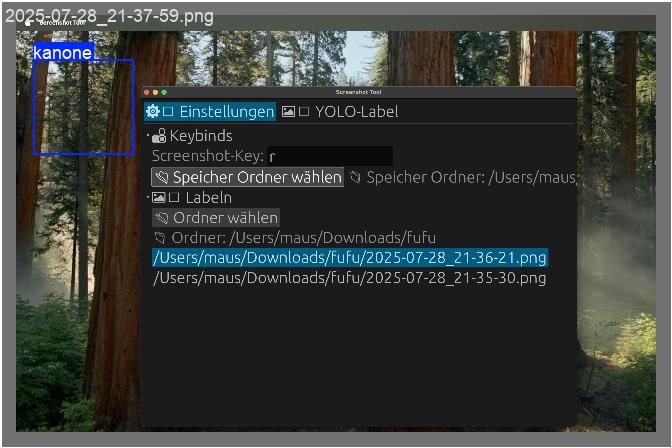 2025-07-28_21-37-59.png
Screenshot Tool
kanone
Screenshot Tool
Einstellungen YOLO-Label
Keybinds
Screenshot-Key: r
Speicher Ordner wählen Speicher Ordner: /Users/maus
Labeln
Ordner wählen
Ordner: /Users/maus/Downloads/fufu
/Users/maus/Downloads/fufu/2025-07-28_21-36-21.png
/Users/maus/Downloads/fufu/2025-07-28_21-35-30.png